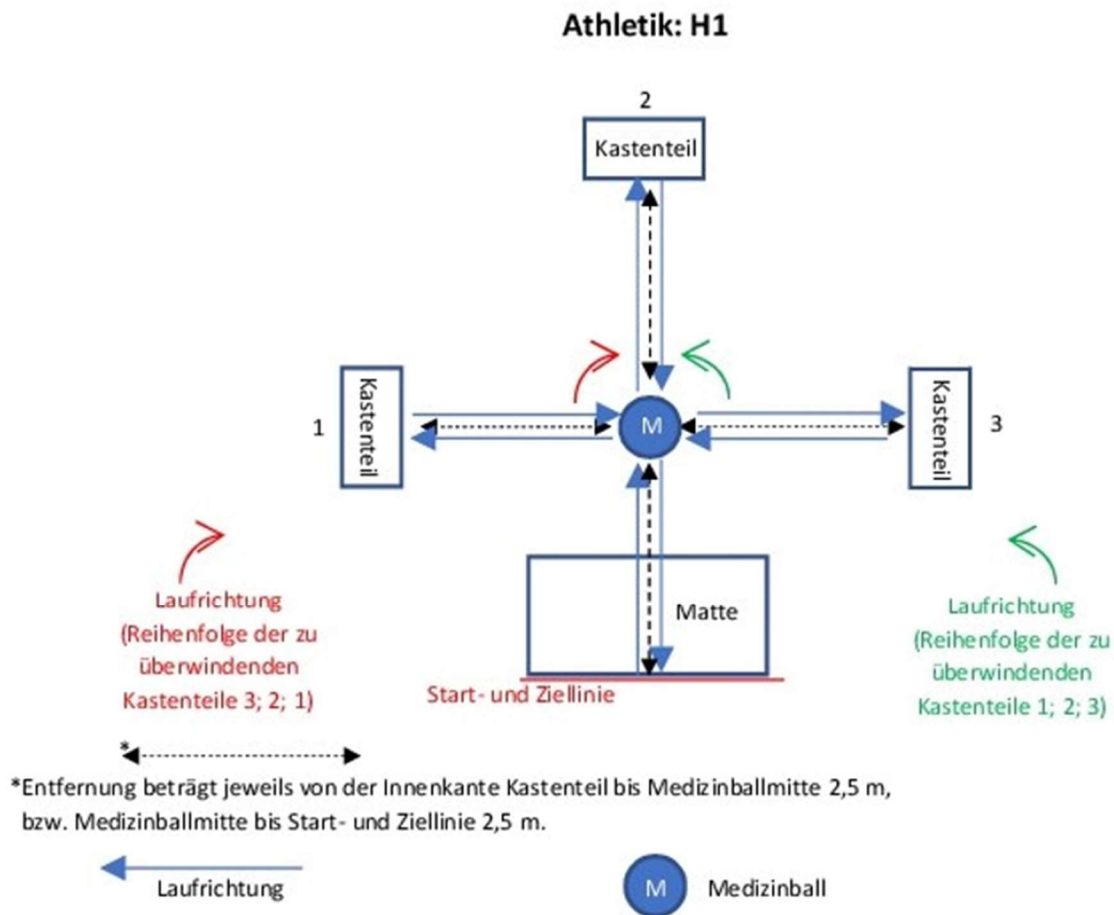 Athletik: H1
2
Kastenteil
1
Kastenteil
M
Kastenteil
3
Matte
Start- und Ziellinie
Laufrichtung
(Reihenfolge der zu
überwindenden
Kastenteile 3; 2; 1)
Laufrichtung
(Reihenfolge der zu
überwindenden
Kastenteile 1; 2; 3)
*
*Entfernung beträgt jeweils von der Innenkante Kastenteil bis Medizinballmitte 2,5 m,
bzw. Medizinballmitte bis Start- und Ziellinie 2,5 m.
Laufrichtung
M
Medizinball